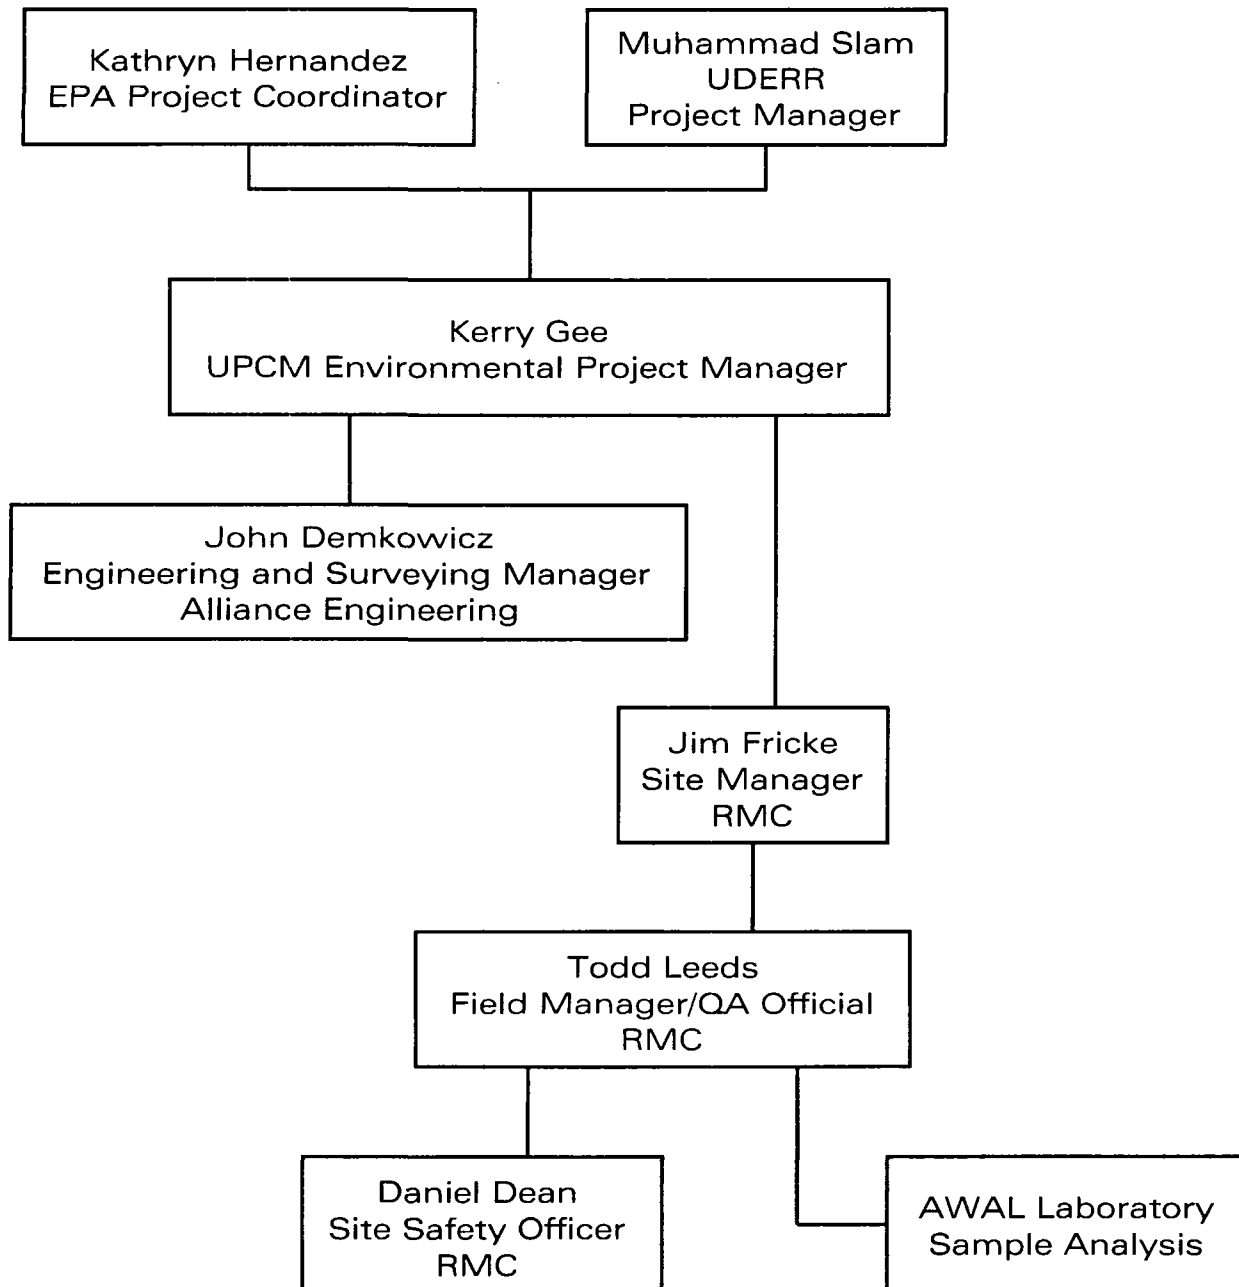 Kathryn Hernandez
EPA Project Coordinator
Muhammad Slam
UDERR
Project Manager
Kerry Gee
UPCM Environmental Project Manager
John Demkowicz
Engineering and Surveying Manager
Alliance Engineering
Jim Fricke
Site Manager
RMC
Todd Leeds
Field Manager/QA Official
RMC
Daniel Dean
Site Safety Officer
RMC
AWAL Laboratory
Sample Analysis